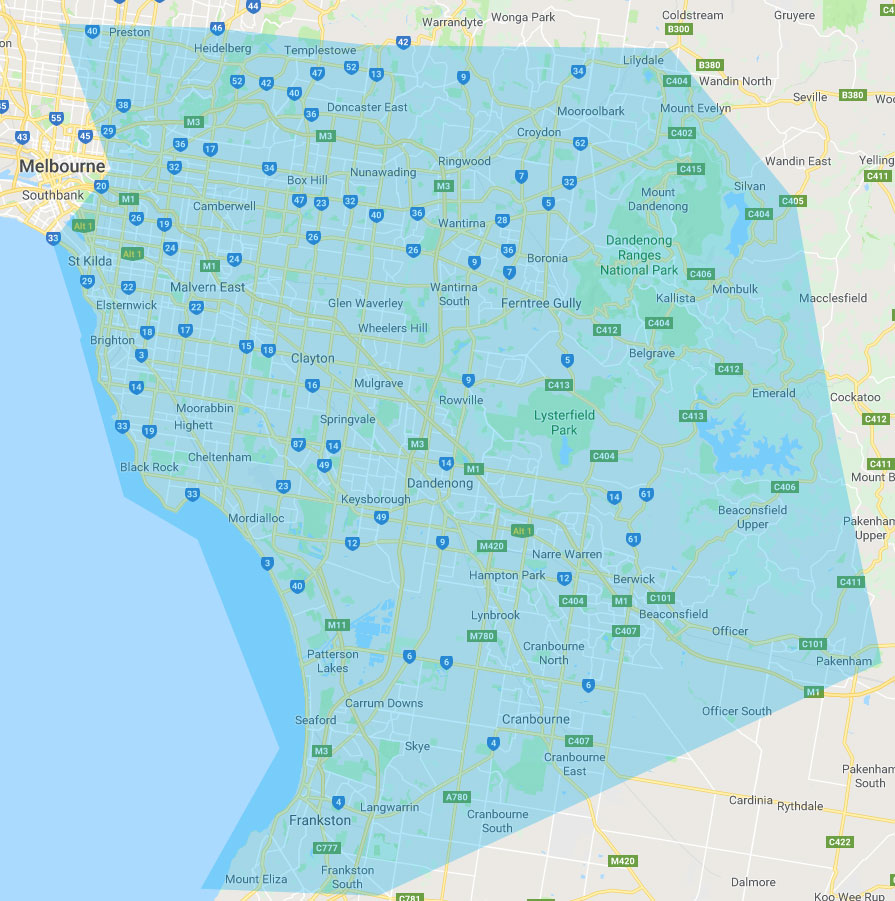 44
Wonga Park
Coldstream
Gruyere
C4
Warrandyte
B300
46
40
Preston
42
Heidelberg
Templestowe
Lilydale
B380
52
47
13
9
34
52
42
40
C404
Wandin North
Seville
B380
Woo
38
36
Doncaster East
Mooroolbark
Mount Evelyn
55
M3
43
45
29
M3
Croydon
C402
36
17
62
Melbourne
32
34
Ringwood
Wandin East
Yelling
Nunawading
C415
C411
20
Box Hill
M3
7
32
Silvan
Southbank
M1
Camberwell
47
23
32
Mount
Dandenong
5
C405
26
19
40
36
28
C404
Alt 1
Wantirna
33
24
26
26
36
Dandenong
Ranges
National Park
Alt 1
St Kilda
M1
24
9
7
Boronia
C406
29
22
Malvern East
Wantirna
South
Monbulk
Elsternwick
22
Glen Waverley
Ferntree Gully
Kallista
Macclesfield
18
17
Wheelers Hill
C412
C404
Brighton
3
15
18
Clayton
5
Belgrave
C412
14
16
Mulgrave
9
C413
Emerald
Cockatoo
Moorabbin
Rowville
Highett
Springvale
Lysterfield
Park
C413
C412
33
19
87
14
M3
Cheltenham
49
14
M1
C404
C411
Black Rock
Mount B
33
23
Dandenong
C406
Keysborough
14
61
Mordialloc
49
Beaconsfield
Upper
Pakenham
Upper
12
9
Alt 1
M420
61
3
Narre Warren
40
Hampton Park
12
Berwick
C411
C404
M1
C101
Lynbrook
Beaconsfield
M11
M780
C407
Officer
C101
Patterson
Lakes
6
6
Cranbourne
North
Pakenham
6
M1
Carrum Downs
Officer South
Seaford
Cranbourne
M3
Skye
4
C407
Cranbourne
East
Pakenham
South
4
A780
Cardinia
Rythdale
Langwarrin
Frankston
Cranbourne
South
C422
C777
M420
Mount Eliza
Frankston
South
Dalmore
C781
Koo Wee Rup